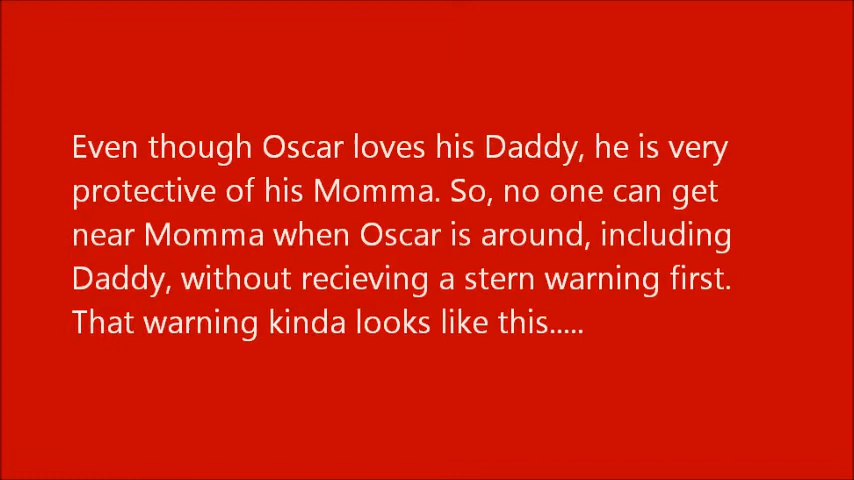 Even though Oscar loves his Daddy, he is very
protective of his Momma. So, no one can get
near Momma when Oscar is around, including
Daddy, without recieving a stern warning first.
That warning kinda looks like this.....